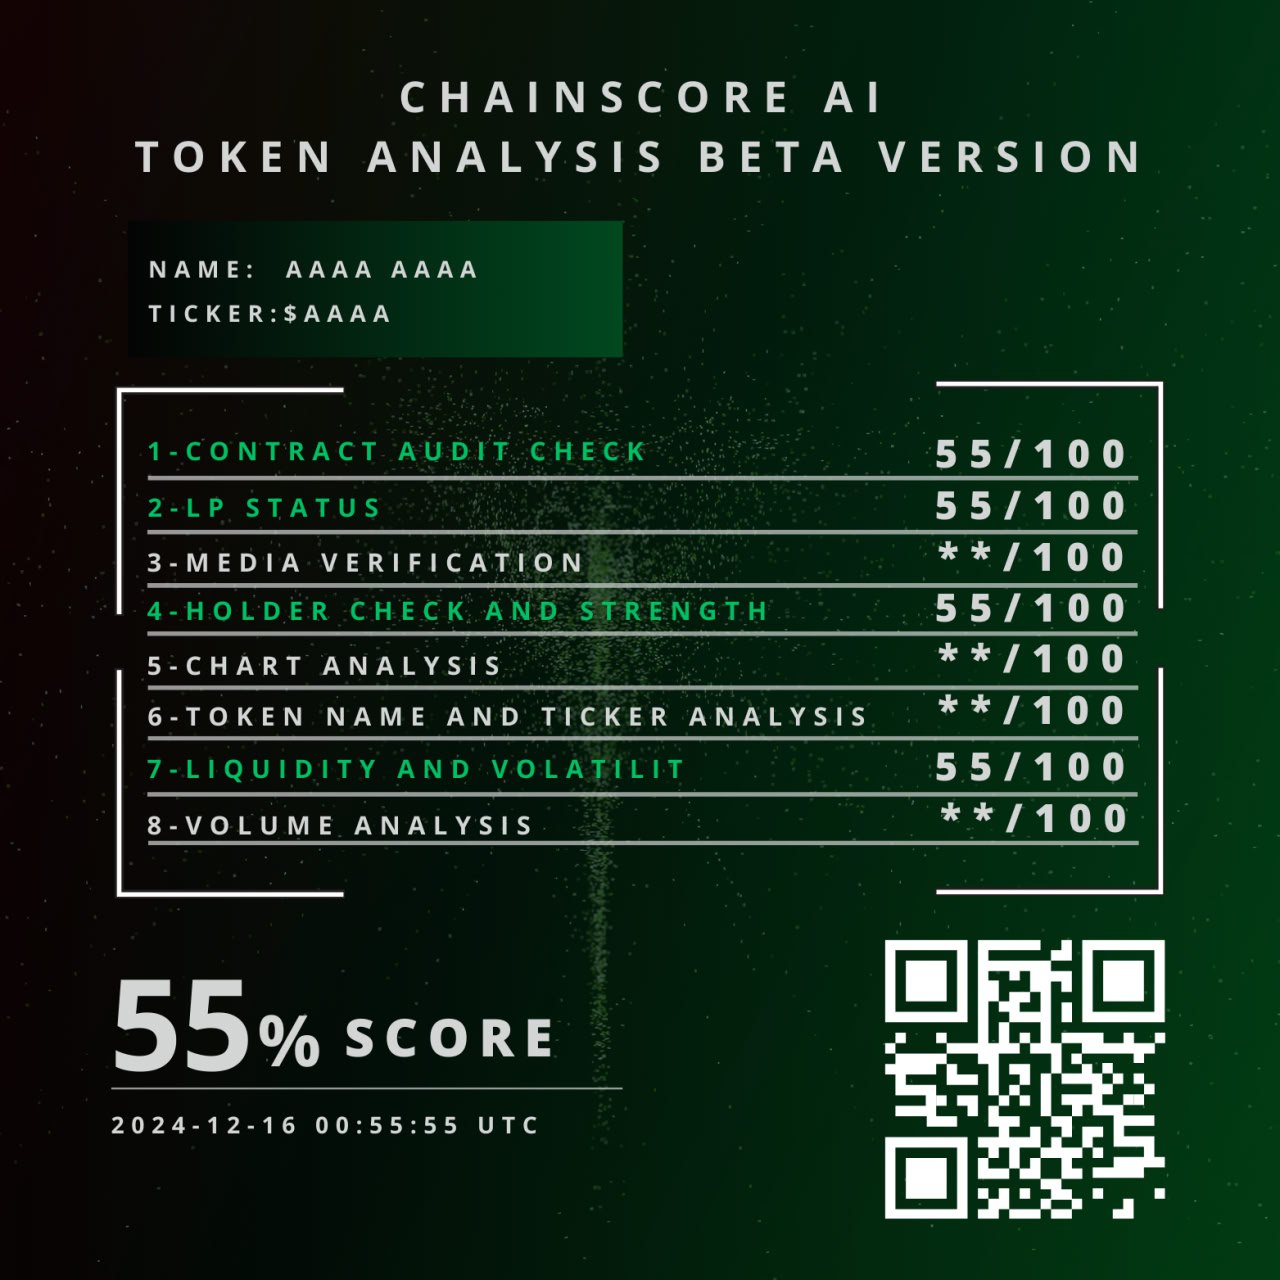 CHAINSCORE AI
TOKEN ANALYSIS BETA VERSION
NAME: AAAA AAAA
TICKER:$AAAA
1-CONTRACT AUDIT CHECK 55/100
2-LP STATUS 55/100
3-MEDIA VERIFICATION **/100
4-HOLDER CHECK AND STRENGTH 55/100
5-CHART ANALYSIS **/100
6-TOKEN NAME AND TICKER ANALYSIS **/100
7-LIQUIDITY AND VOLATILIT 55/100
8-VOLUME ANALYSIS **/100
55% SCORE
2024-12-16 00:55:55 UTC